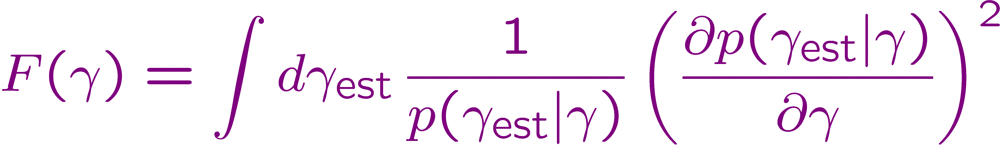 F(γ) = ∫ dγ_est 1/p(γ_est|γ) (∂p(γ_est|γ)/∂γ)²